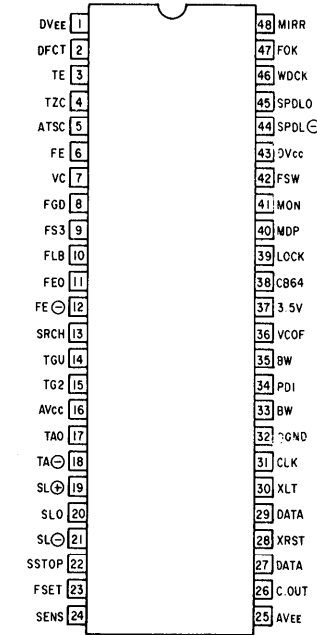 DVEE 1
DFCT 2
TE 3
TZC 4
ATSC 5
FE 6
VC 7
FGD 8
FS3 9
FLB 10
FEO 11
FE⊖ 12
SRCH 13
TGU 14
TG2 15
AVcc 16
TAO 17
TA⊖ 18
SL⊕ 19
SLO 20
SL⊖ 21
SSTOP 22
FSET 23
SENS 24
48 MIRR
47 FOK
46 WDCK
45 SPDLO
44 SPDL⊖
43 DVcc
42 FSW
41 MON
40 MDP
39 LOCK
38 CB64
37 3.5V
36 VCOF
35 BW
34 PDI
33 BW
32
31 CLK
30 XLT
29 DATA
28 XRST
27 DATA
26 C.OUT
25 AVEE